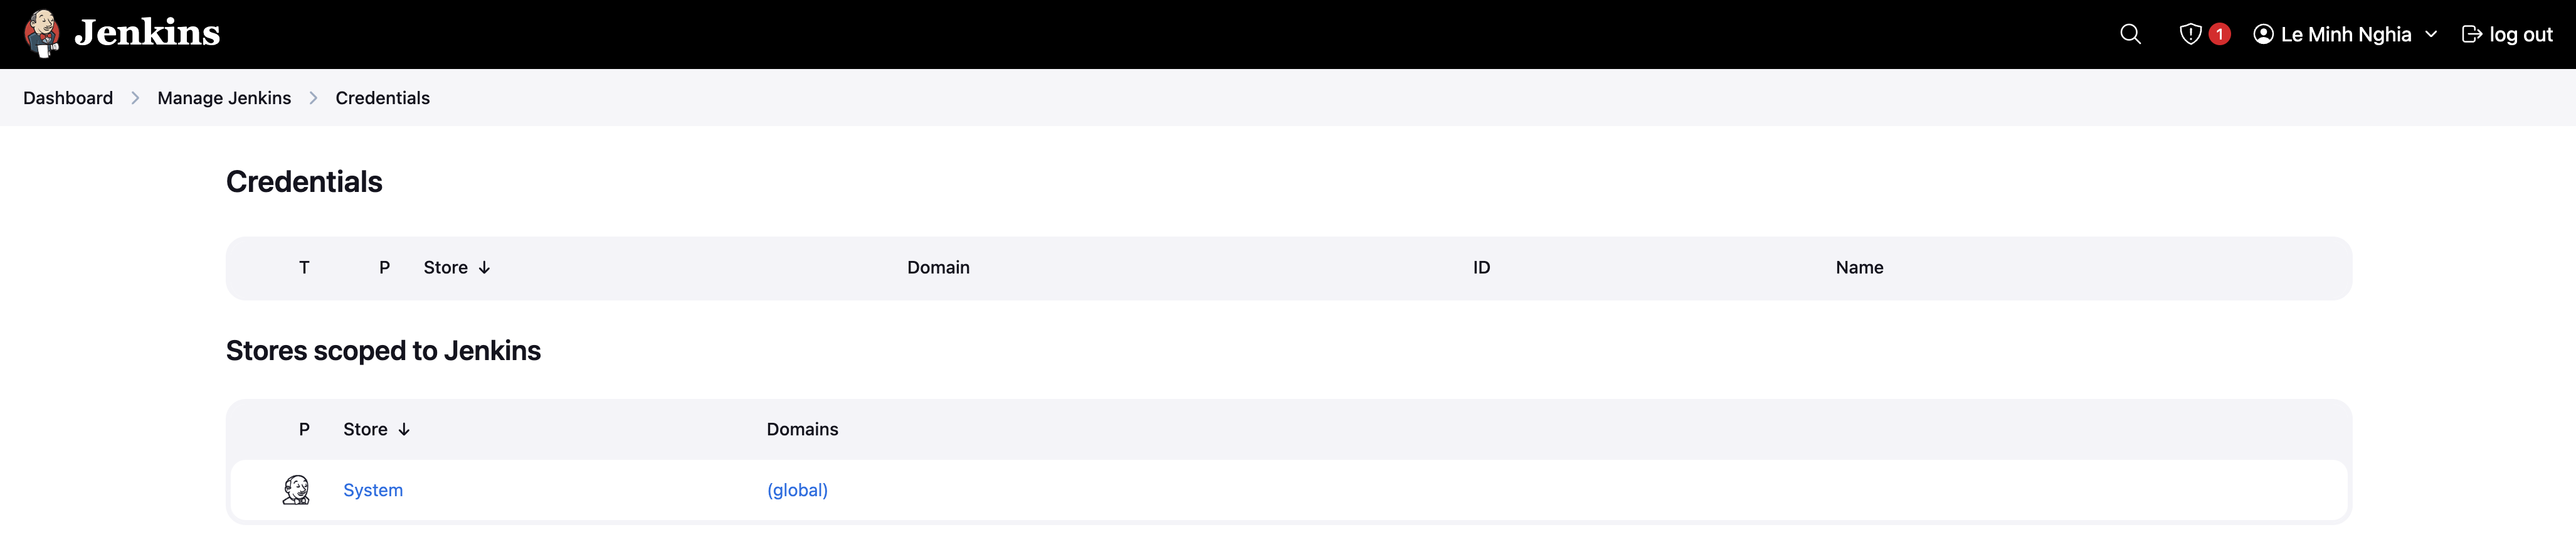 Jenkins
1
Le Minh Nghia
log out
Dashboard
Manage Jenkins
Credentials
Credentials
T P Store ↓ Domain ID Name
Stores scoped to Jenkins
P Store ↓ Domains
System (global)